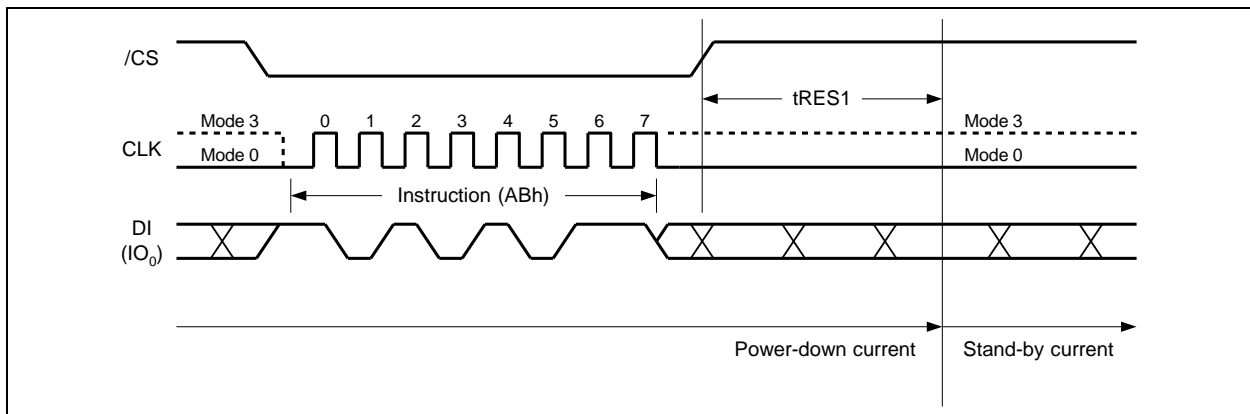 /CS
tRES1
Mode 3 0 1 2 3 4 5 6 7 Mode 3
CLK
Mode 0 Mode 0
Instruction (ABh)
DI
(IO₀)
Power-down current Stand-by current